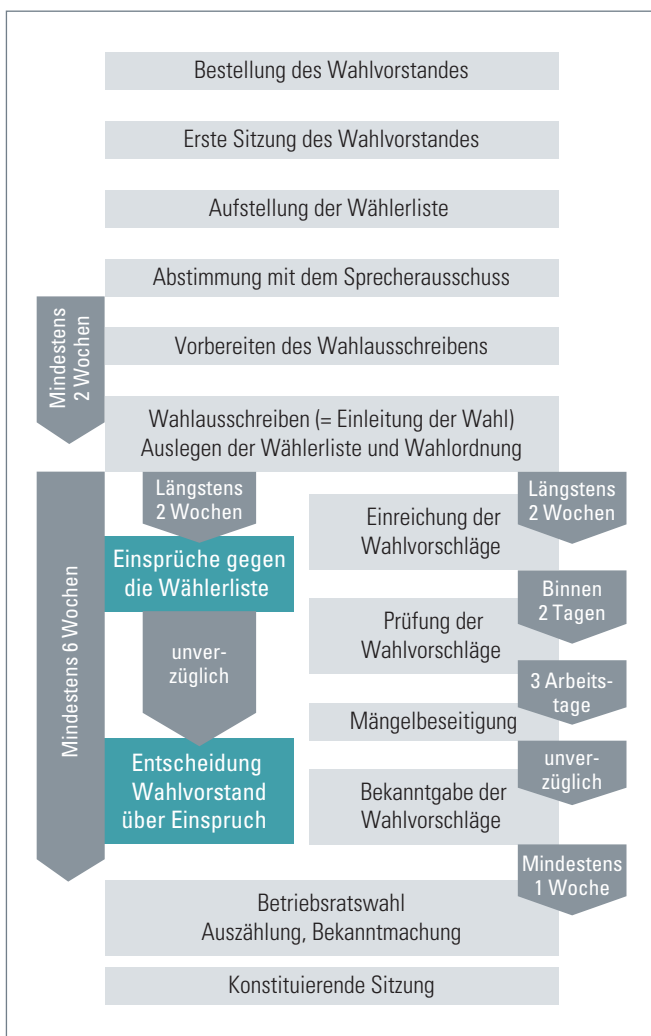 Bestellung des Wahlvorstandes
Erste Sitzung des Wahlvorstandes
Aufstellung der Wählerliste
Abstimmung mit dem Sprecherausschuss
Mindestens
2 Wochen
Vorbereiten des Wahlausschreibens
Wahlausschreiben (= Einleitung der Wahl)
Auslegen der Wählerliste und Wahlordnung
Mindestens 6 Wochen
Längstens
2 Wochen
Einsprüche gegen
die Wählerliste
unver-
züglich
Entscheidung
Wahlvorstand
über Einspruch
Längstens
2 Wochen
Einreichung der
Wahlvorschläge
Binnen
2 Tagen
Prüfung der
Wahlvorschläge
3 Arbeits-
tage
Mängelbeseitigung
unver-
züglich
Bekanntgabe der
Wahlvorschläge
Mindestens
1 Woche
Betriebsratswahl
Auszählung, Bekanntmachung
Konstituierende Sitzung